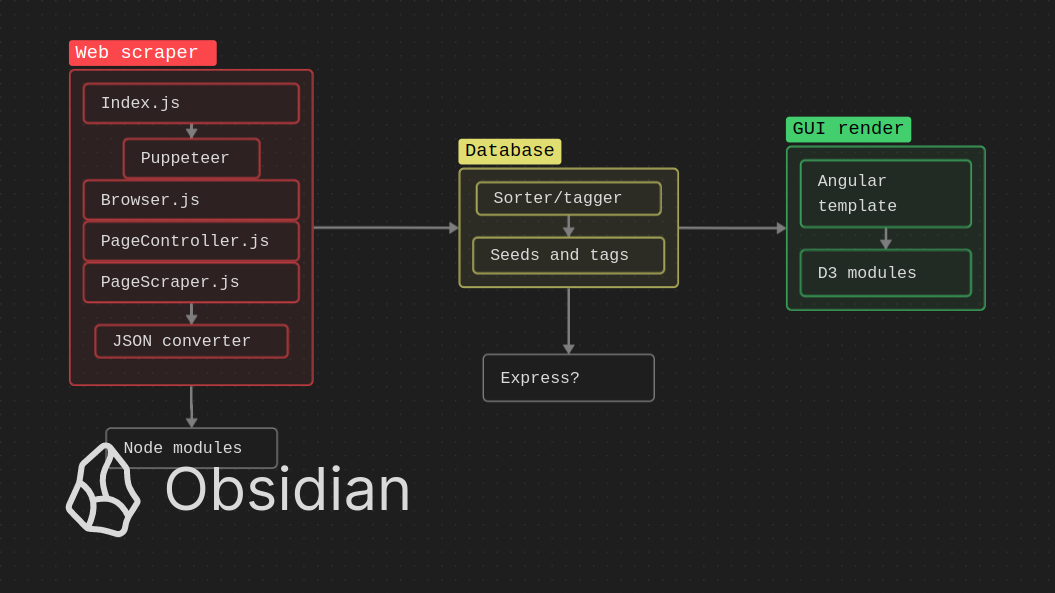 Web scraper
Index.js
Puppeteer
Browser.js
PageController.js
PageScraper.js
JSON converter
Node modules
Database
Sorter/tagger
Seeds and tags
Express?
GUI render
Angular
template
D3 modules
Obsidian